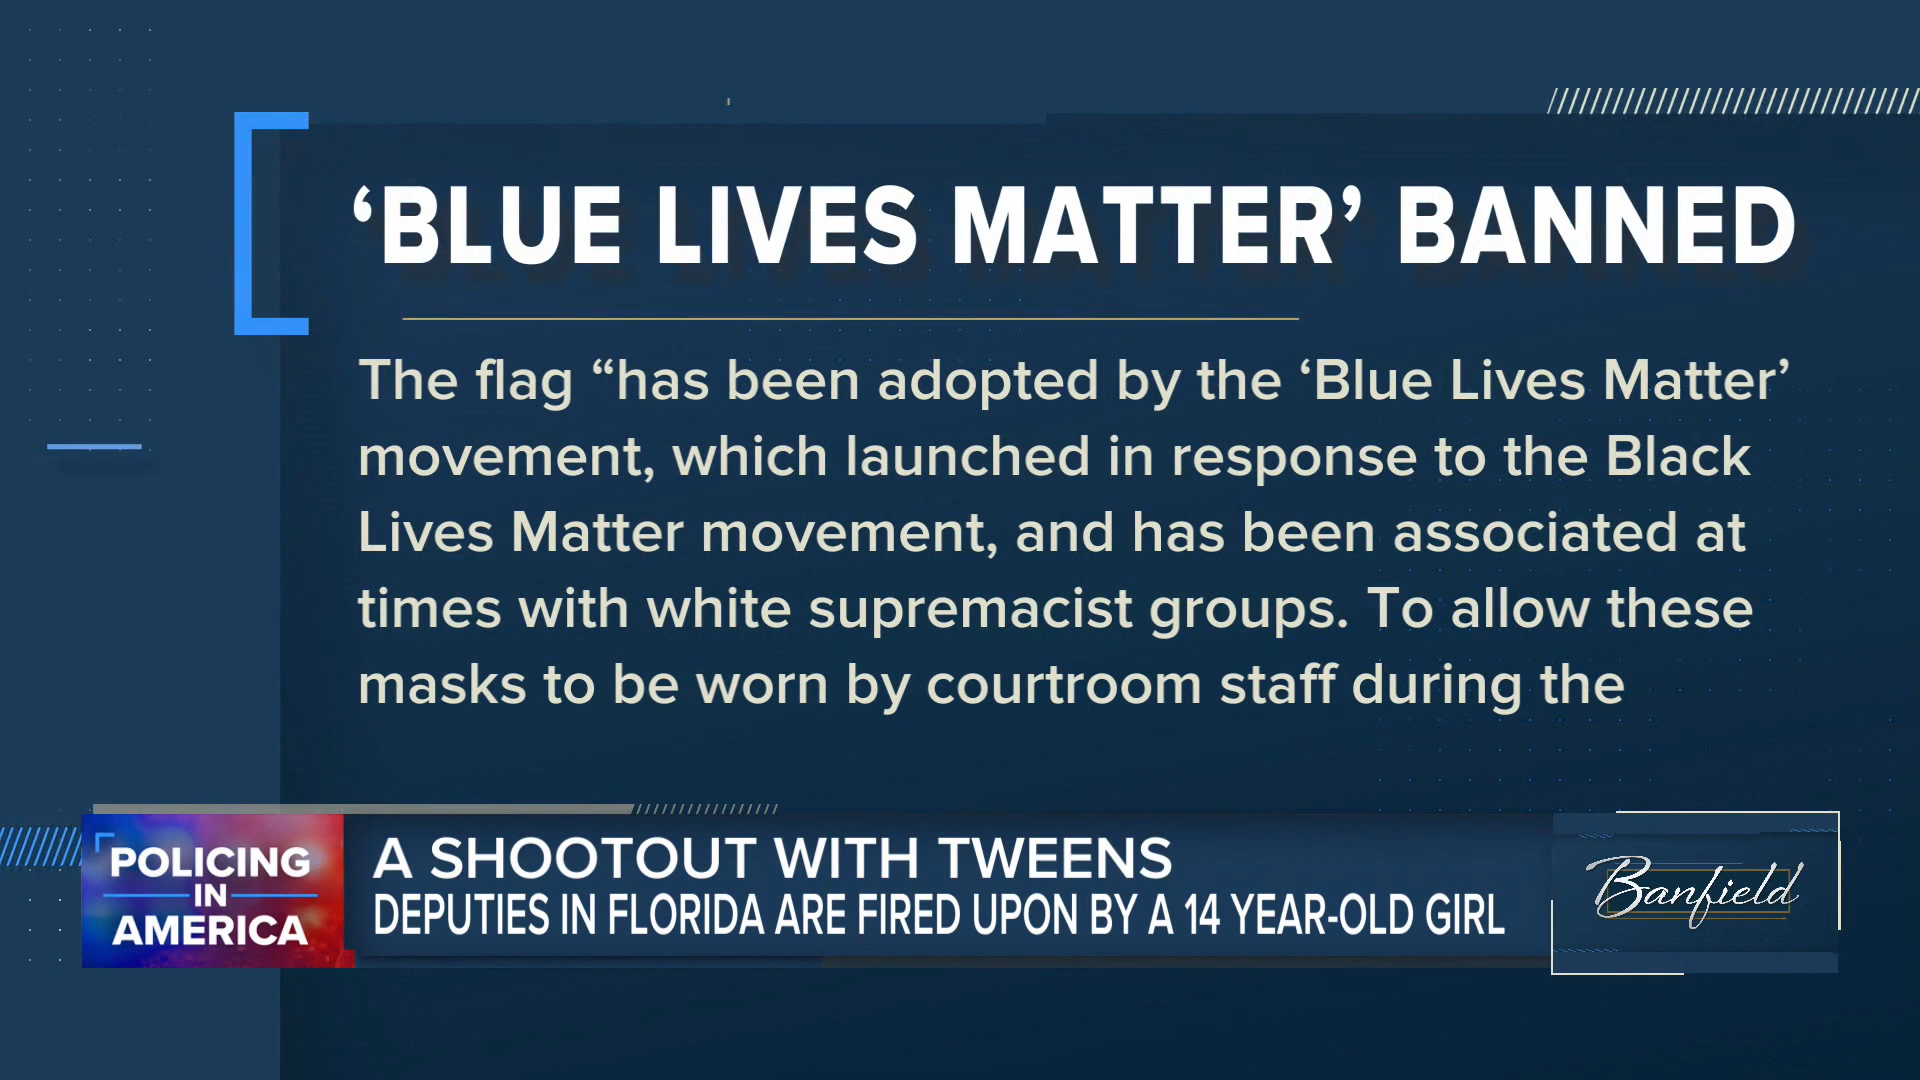 ‘BLUE LIVES MATTER’ BANNED
The flag “has been adopted by the ‘Blue Lives Matter’
movement, which launched in response to the Black
Lives Matter movement, and has been associated at
times with white supremacist groups. To allow these
masks to be worn by courtroom staff during the
POLICING
IN
AMERICA
A SHOOTOUT WITH TWEENS
DEPUTIES IN FLORIDA ARE FIRED UPON BY A 14 YEAR-OLD GIRL
Banfield